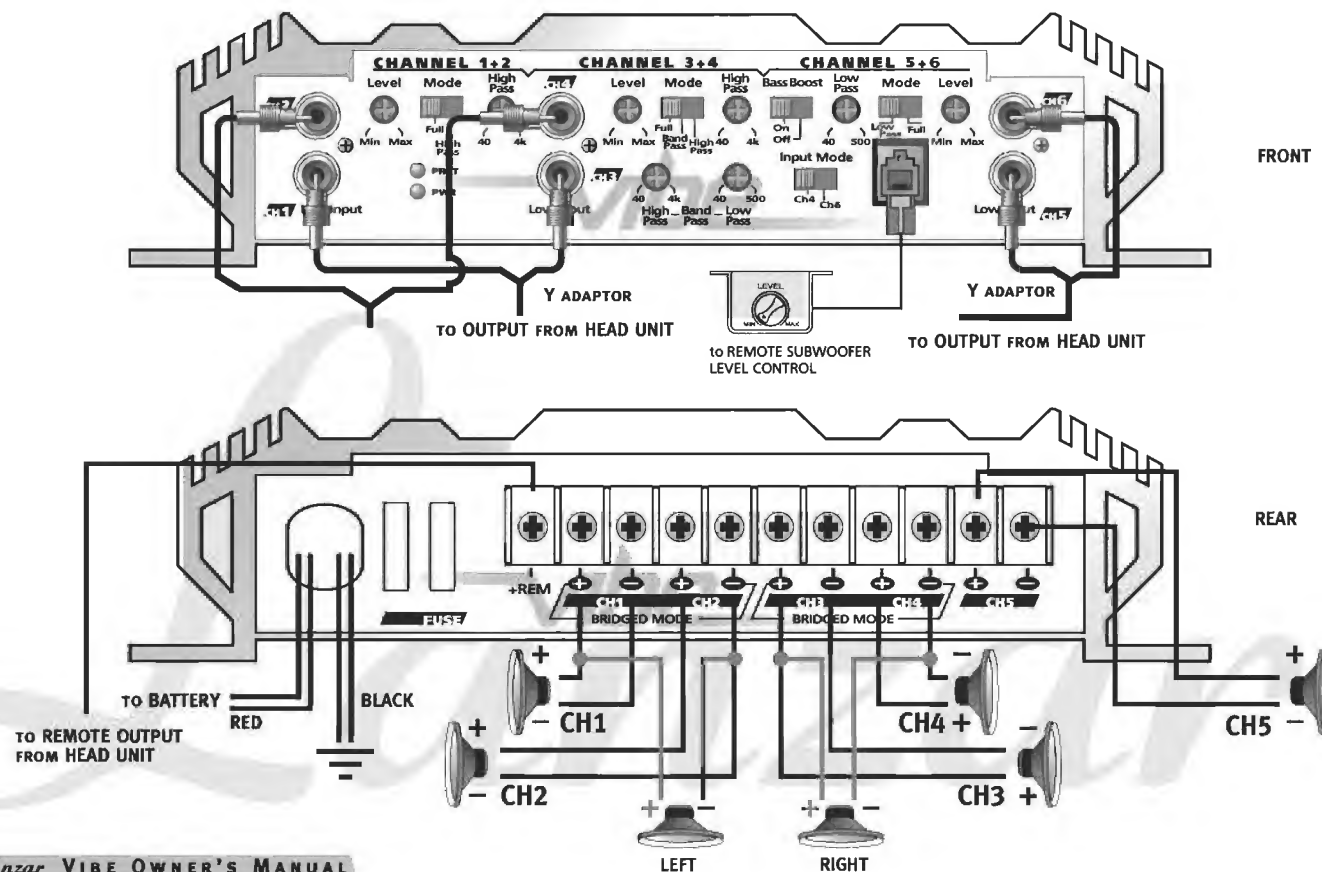 CHANNEL 1+2 CHANNEL 3+4 CHANNEL 5+6
Level Mode High Pass Level Mode High Pass Bass Boost Low Pass Mode Level
CH4 CH6
Min Max Full High Pass 40 4k Min Max Full Band Pass High Pass 40 4k On Off 40 500 Low Pass Full Min Max
PWR
CH1 Input CH3 40 4k 40 500 Input Mode Ch4 Ch6 CH5
High Pass Band Pass Low Pass
FRONT
Y ADAPTOR
TO OUTPUT FROM HEAD UNIT
LEVEL
MIN MAX
to REMOTE SUBWOOFER
LEVEL CONTROL
Y ADAPTOR
TO OUTPUT FROM HEAD UNIT
REAR
+REM + - + - + - + - + -
FUSE CH1 CH2 CH3 CH4 CH5
BRIDGED MODE BRIDGED MODE
TO BATTERY
RED
BLACK
TO REMOTE OUTPUT
FROM HEAD UNIT
+
- CH1
+
- CH2
-
CH4 +
-
CH3 +
+
CH5 -
+ -
LEFT
+ -
RIGHT
VIBE OWNER'S MANUAL